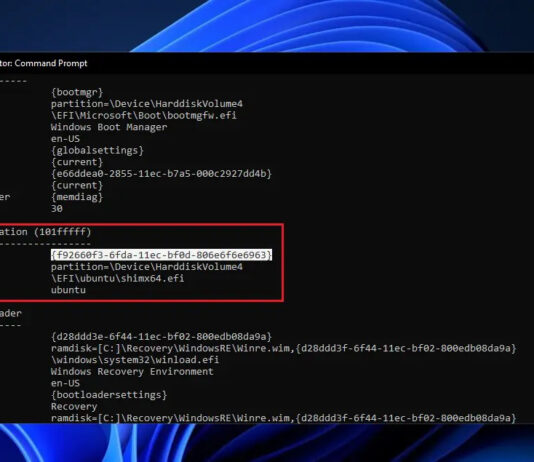 tor: Command Prompt
-----
{bootmgr}
partition=\Device\HarddiskVolume4
\EFI\Microsoft\Boot\bootmgfw.efi
Windows Boot Manager
en-US
{globalsettings}
{current}
{e66ddea0-2855-11ec-b7a5-000c2927dd4b}
{current}
er {memdiag}
30
ation (101fffff)
----------------
{f92660f3-6fda-11ec-bf0d-806e6f6e6963}
partition=\Device\HarddiskVolume4
\EFI\ubuntu\shimx64.efi
ubuntu
ader
----
{d28ddd3e-6f44-11ec-bf02-800edb08da9a}
ramdisk=[C:]\Recovery\WindowsRE\Winre.wim,{d28ddd3f-6f44-11ec-bf02-800edb08da9a}
\windows\system32\winload.efi
Windows Recovery Environment
en-US
{bootloadersettings}
Recovery
ramdisk=[C:]\Recovery\WindowsRE\Winre.wim,{d28ddd3f-6f44-11ec-bf02-800edb08da9a}